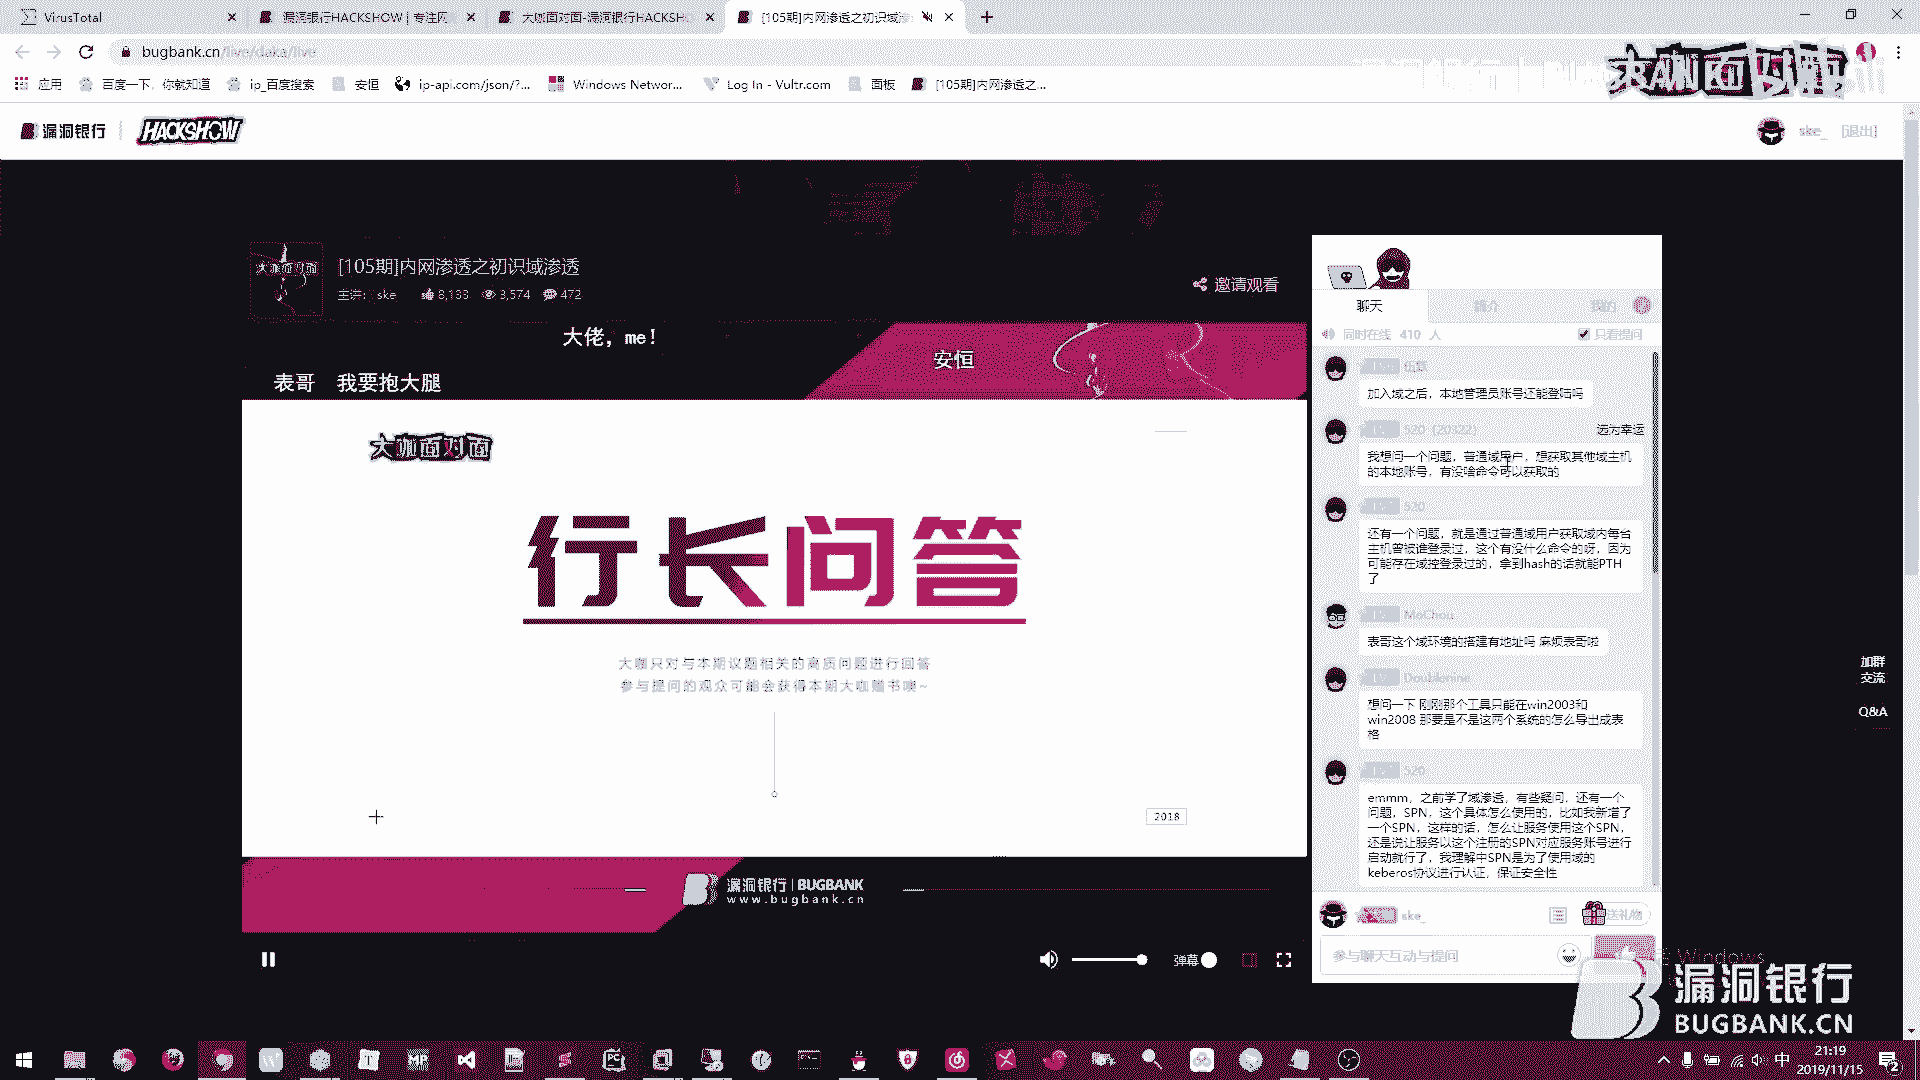 VirusTotal
漏洞银行HACKSHOW | 专注网
大咖面对面-漏洞银行HACKSH
[105期]内网渗透之初识域渗
bugbank.cn/live/daka/live
应用
百度一下，你就知道
ip_百度搜索
安恒
ip-api.com/json/?...
Windows Networ...
Log In - Vultr.com
面板
[105期]内网渗透之...
大咖面对面
漏洞银行
HACKSHOW
ske_
[退出]
大咖面对面
[105期]内网渗透之初识域渗透
主讲：ske 8,133 3,574 472
邀请观看
大佬，me！
安恒
表哥 我要抱大腿
大咖面对面
行长问答
大咖只对与本期议题相关的高质问题进行回答
参与提问的观众可能会获得本期大咖赠书噢~
2018
漏洞银行 | BUGBANK
www.bugbank.cn
弹幕
聊天
简介
我的
同时在线 410 人
只看提问
加入域之后，本地管理员账号还能登陆吗
520 (20322)
选为幸运
我想问一个问题，普通域用户，想获取其他域主机
的本地账号，有没啥命令可以获取的
520
还有一个问题，就是通过普通域用户获取域内每台
主机曾被谁登录过，这个有没什么命令的呀，因为
可能存在域控登录过的，拿到hash的话就能PTH
了
MoChou
表哥这个域环境的搭建有地址吗 麻烦表哥啦
Doublenine
想问一下 刚刚那个工具只能在win2003和
win2008 那要是不是这两个系统的怎么导出成表
格
520
emmm，之前学了域渗透，有些疑问，还有一个
问题，SPN，这个具体怎么使用的，比如我新增了
一个SPN，这样的话，怎么让服务使用这个SPN，
还是说让服务以这个注册的SPN对应服务账号进行
启动就行了，我理解中SPN是为了使用域的
keberos协议进行认证，保证安全性
ske_
送礼物
参与聊天互动与提问
加群
交流
Q&A
Windows
漏洞银行
BUGBANK.CN
中
21:19
2019/11/15
2